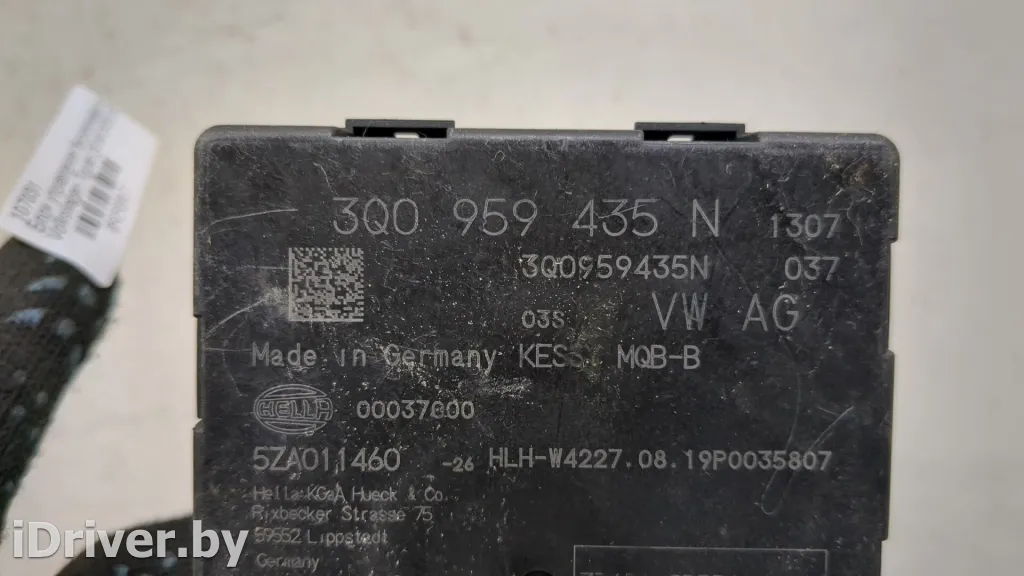 3Q0 959 435 N 1307
3Q0959435N 037
03S VW AG
Made in Germany KESSY MQB-B
HELLA 00037000
5ZA011460 -26 HLH-W4227.08.19P0035807
Hella KGaA Hueck & Co.
Rixbecker Strasse 75
59552 Lippstadt
Germany
iDriver.by